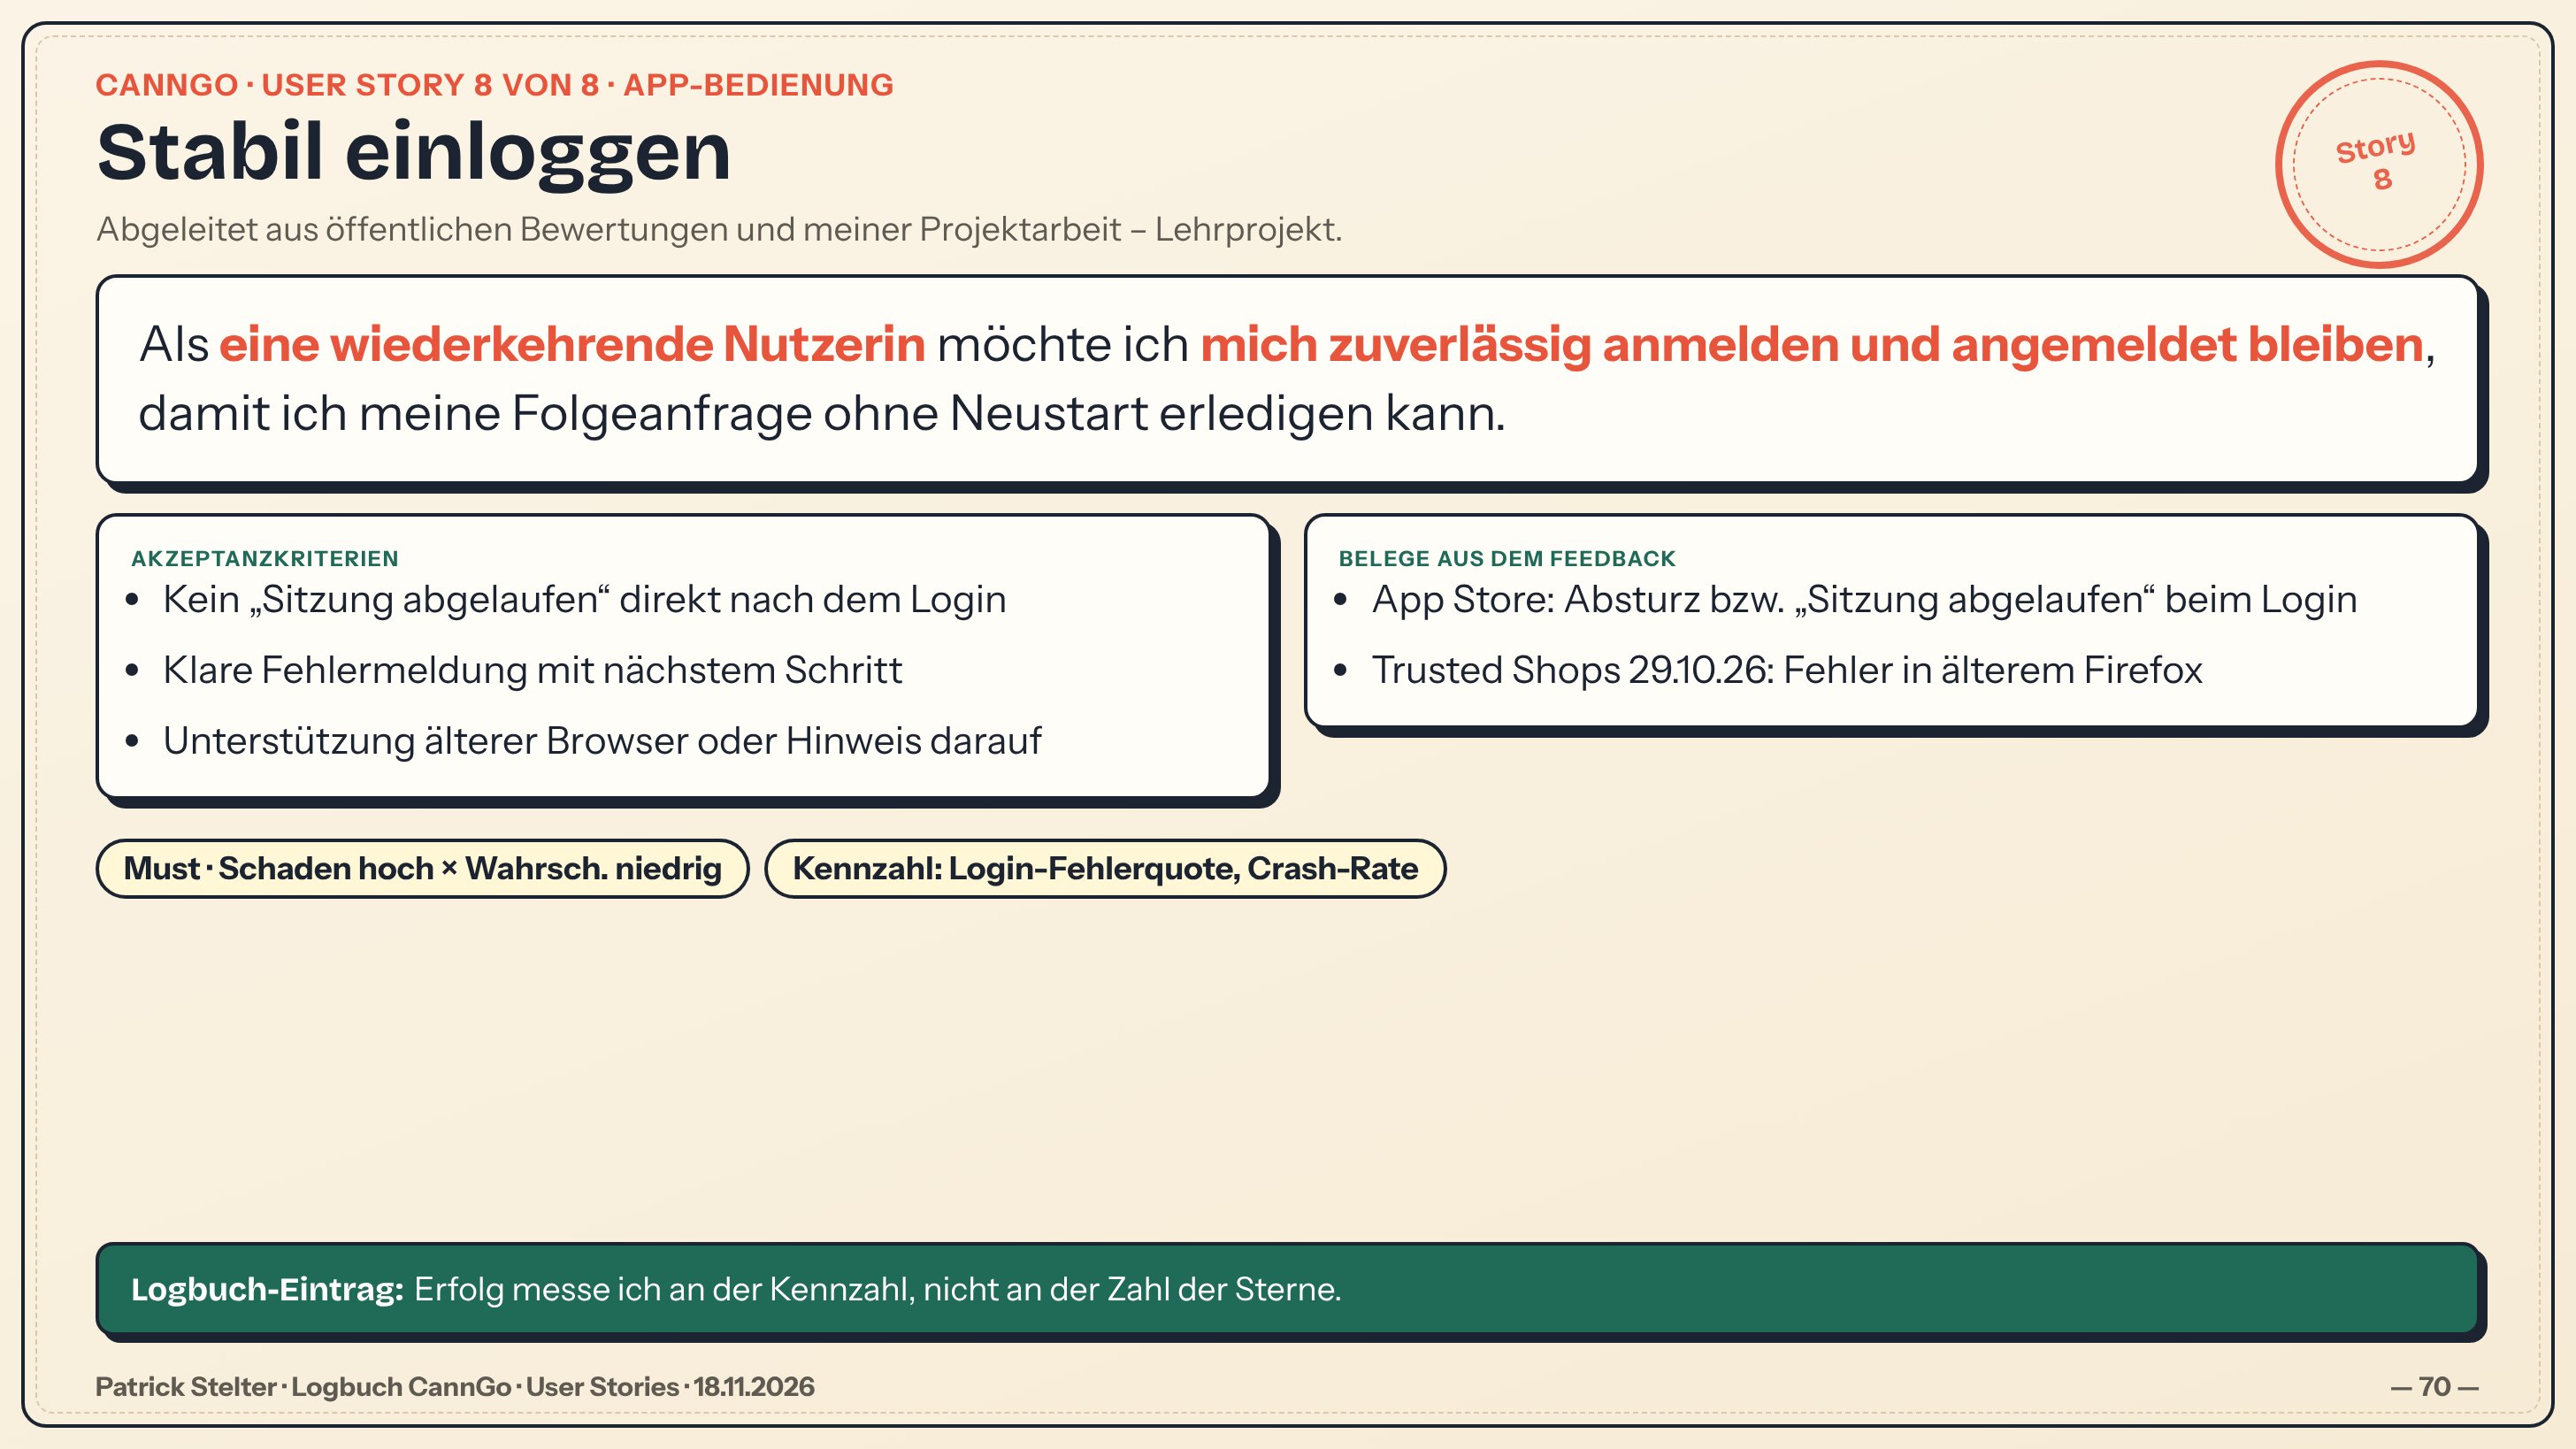 CANNGO · USER STORY 8 VON 8 · APP-BEDIENUNG
Stabil einloggen
Abgeleitet aus öffentlichen Bewertungen und meiner Projektarbeit – Lehrprojekt.
Story
8
Als eine wiederkehrende Nutzerin möchte ich mich zuverlässig anmelden und angemeldet bleiben,
damit ich meine Folgeanfrage ohne Neustart erledigen kann.
AKZEPTANZKRITERIEN
• Kein „Sitzung abgelaufen“ direkt nach dem Login
• Klare Fehlermeldung mit nächstem Schritt
• Unterstützung älterer Browser oder Hinweis darauf
BELEGE AUS DEM FEEDBACK
• App Store: Absturz bzw. „Sitzung abgelaufen“ beim Login
• Trusted Shops 29.10.26: Fehler in älterem Firefox
Must · Schaden hoch × Wahrsch. niedrig
Kennzahl: Login-Fehlerquote, Crash-Rate
Logbuch-Eintrag: Erfolg messe ich an der Kennzahl, nicht an der Zahl der Sterne.
Patrick Stelter · Logbuch CannGo · User Stories · 18.11.2026
— 70 —